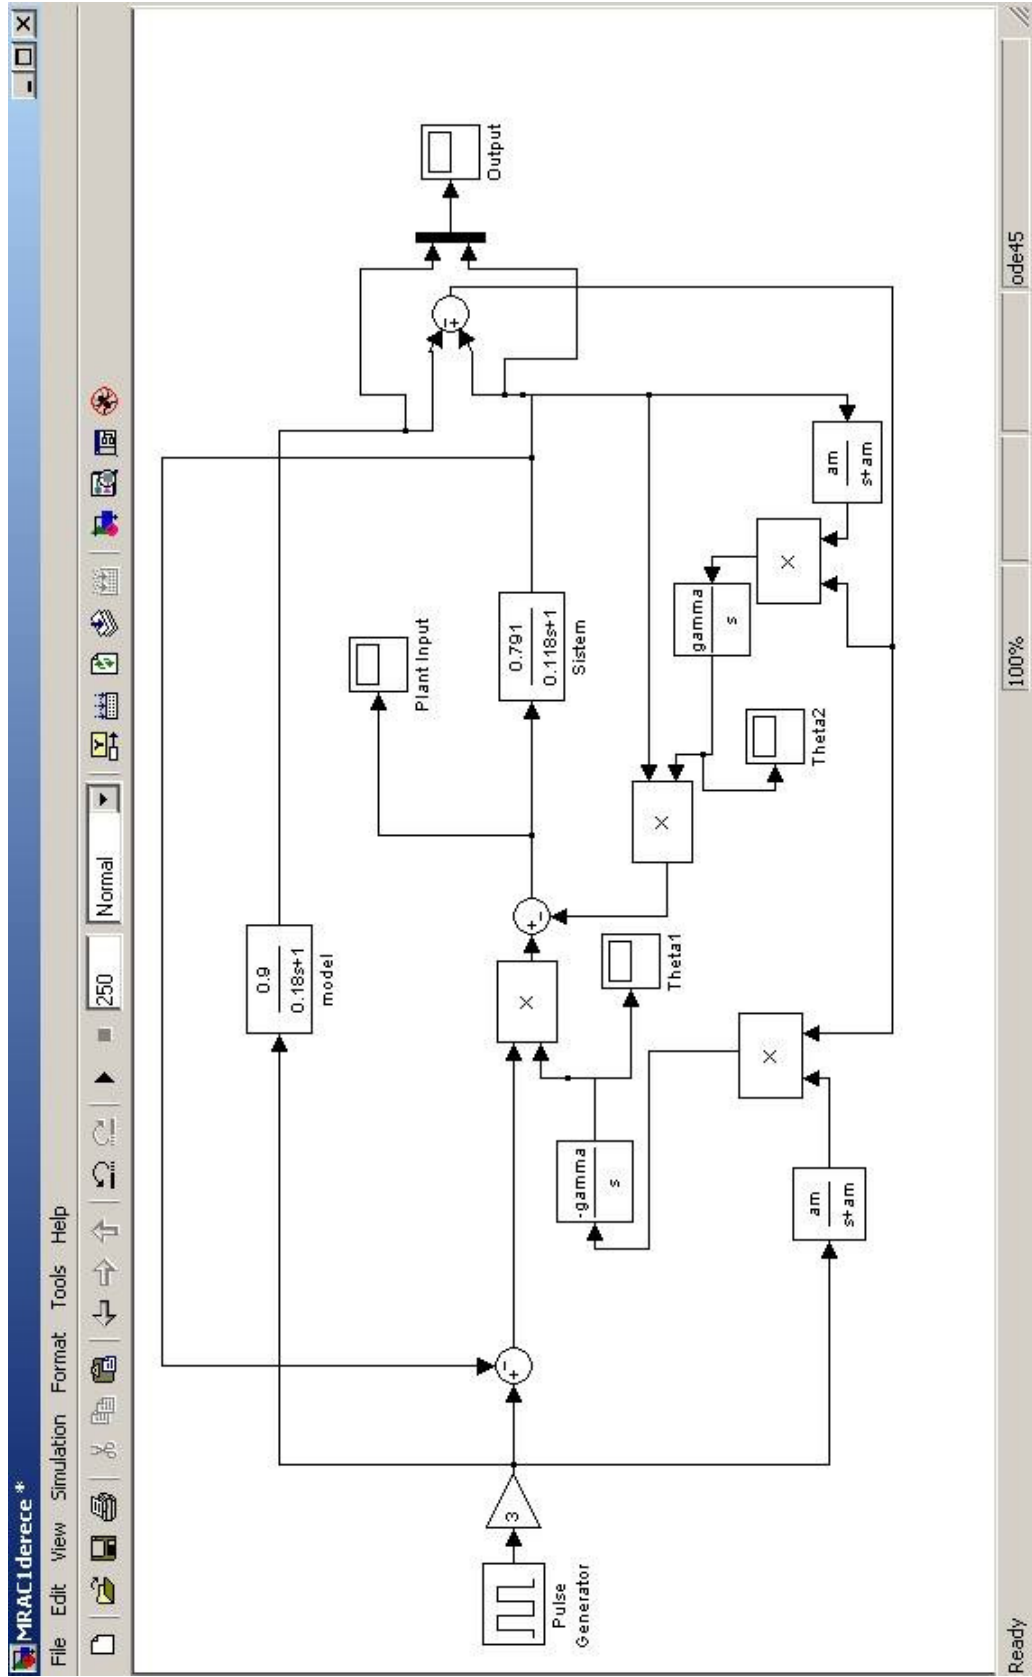 MRAC1derece *
File Edit View Simulation Format Tools Help
250 Normal
Pulse
Generator
3
0.9
0.18s+1
model
Plant Input
0.791
0.118s+1
Sistem
Output
-gamma
s
Theta1
gamma
s
Theta2
am
s+am
am
s+am
Ready 100% ode45